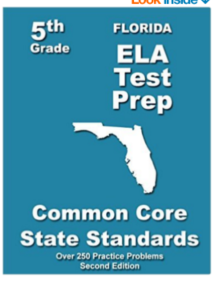 Look Inside
5th
Grade
FLORIDA
ELA
Test
Prep
Common Core
State Standards
Over 250 Practice Problems
Second Edition